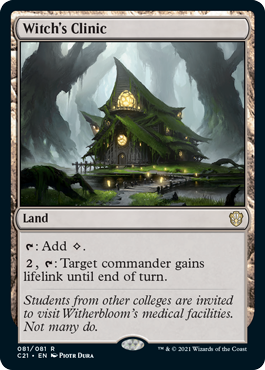 Witch's Clinic
Land
: Add .
2, : Target commander gains
lifelink until end of turn.
Students from other colleges are invited
to visit Witherbloom's medical facilities.
Not many do.
081/081 R
C21 • EN Piotr Dura
™ & © 2021 Wizards of the Coast